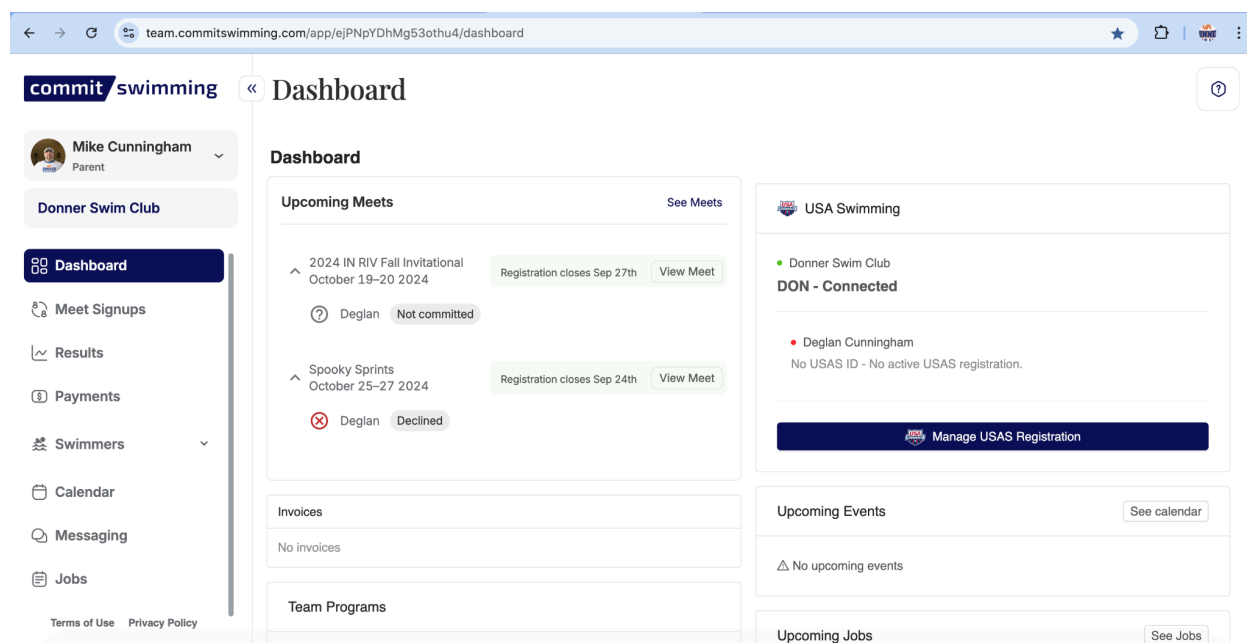 team.commitswimming.com/app/ejPNpYDhMg53othu4/dashboard
commit swimming
Dashboard
Mike Cunningham
Parent
Donner Swim Club
Dashboard
Meet Signups
Results
Payments
Swimmers
Calendar
Messaging
Jobs
Terms of Use Privacy Policy
Dashboard
Upcoming Meets See Meets
2024 IN RIV Fall Invitational
October 19–20 2024
Registration closes Sep 27th View Meet
Deglan Not committed
Spooky Sprints
October 25–27 2024
Registration closes Sep 24th View Meet
Deglan Declined
Invoices
No invoices
Team Programs
USA Swimming
Donner Swim Club
DON - Connected
Deglan Cunningham
No USAS ID - No active USAS registration.
Manage USAS Registration
Upcoming Events See calendar
No upcoming events
Upcoming Jobs See Jobs